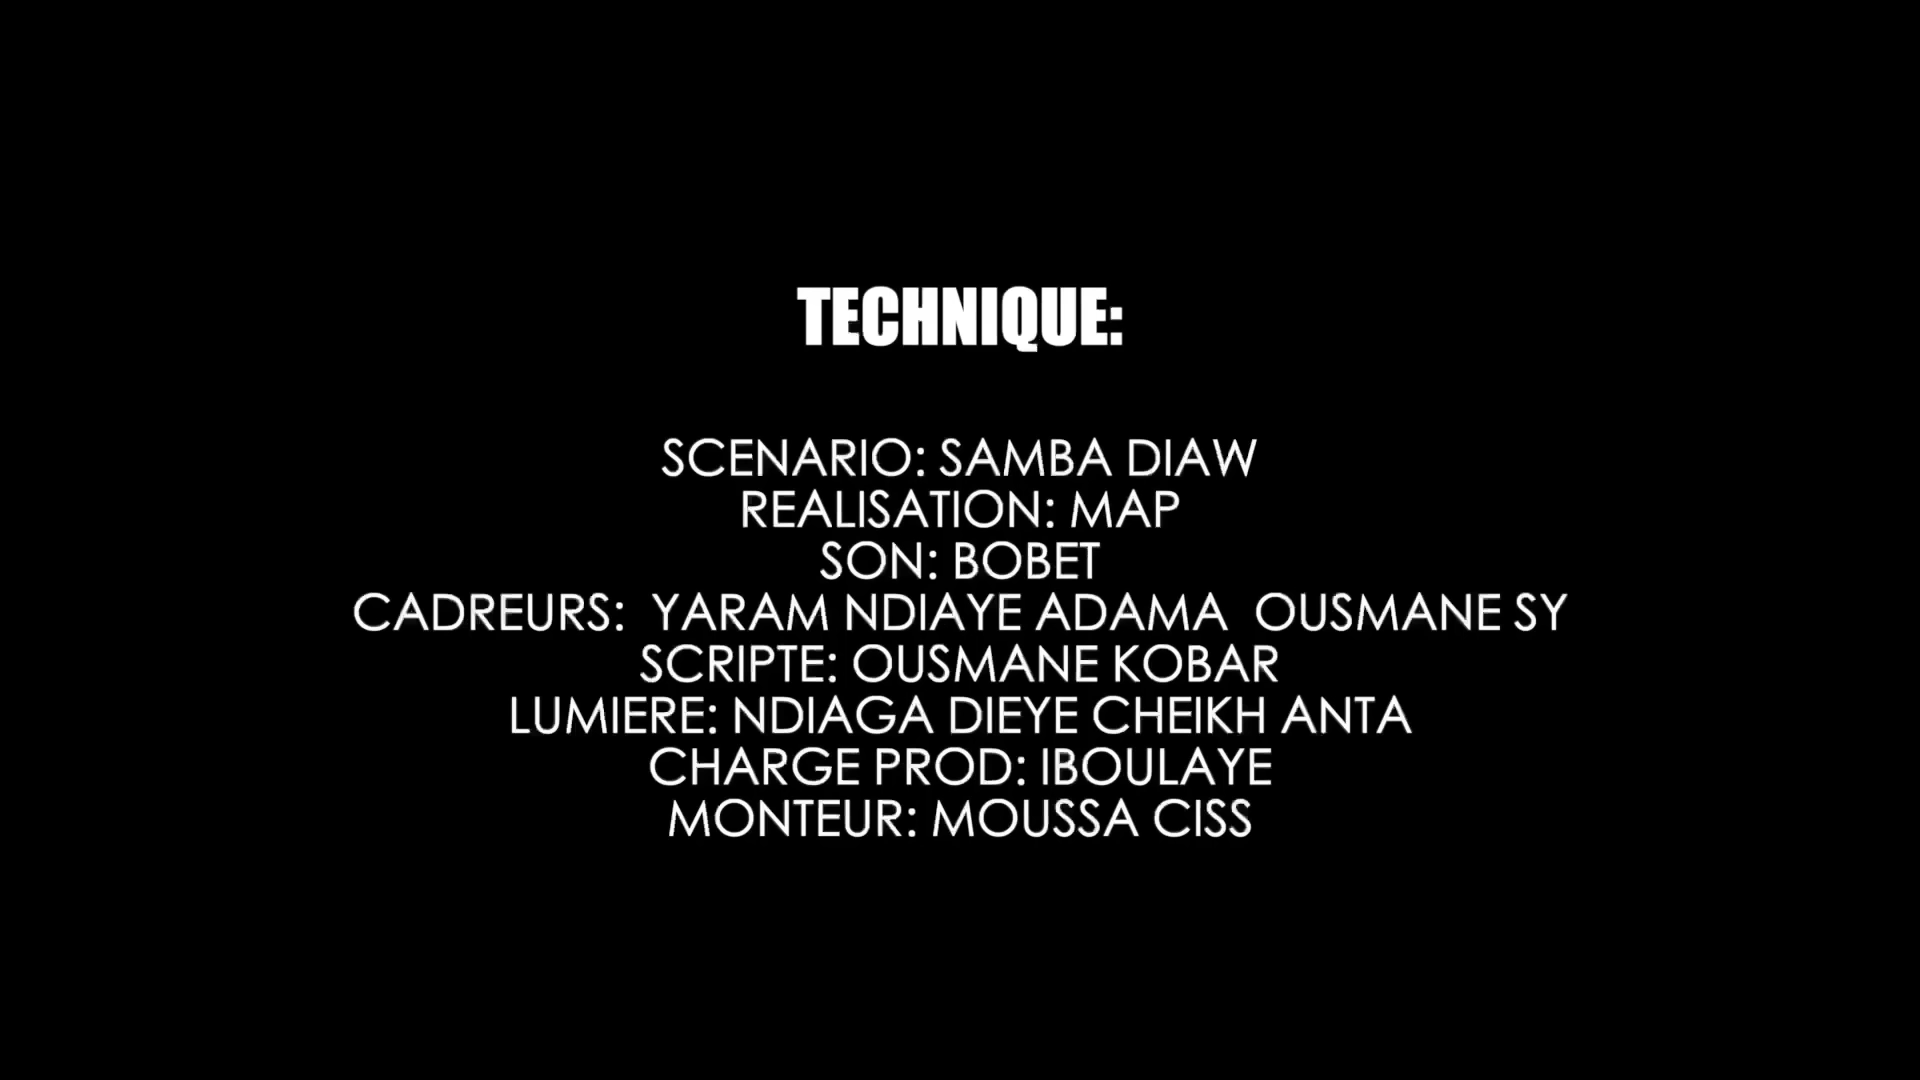 TECHNIQUE:
SCENARIO: SAMBA DIAW
REALISATION: MAP
SON: BOBET
CADREURS:  YARAM NDIAYE ADAMA  OUSMANE SY
SCRIPTE: OUSMANE KOBAR
LUMIERE: NDIAGA DIEYE CHEIKH ANTA
CHARGE PROD: IBOULAYE
MONTEUR: MOUSSA CISS